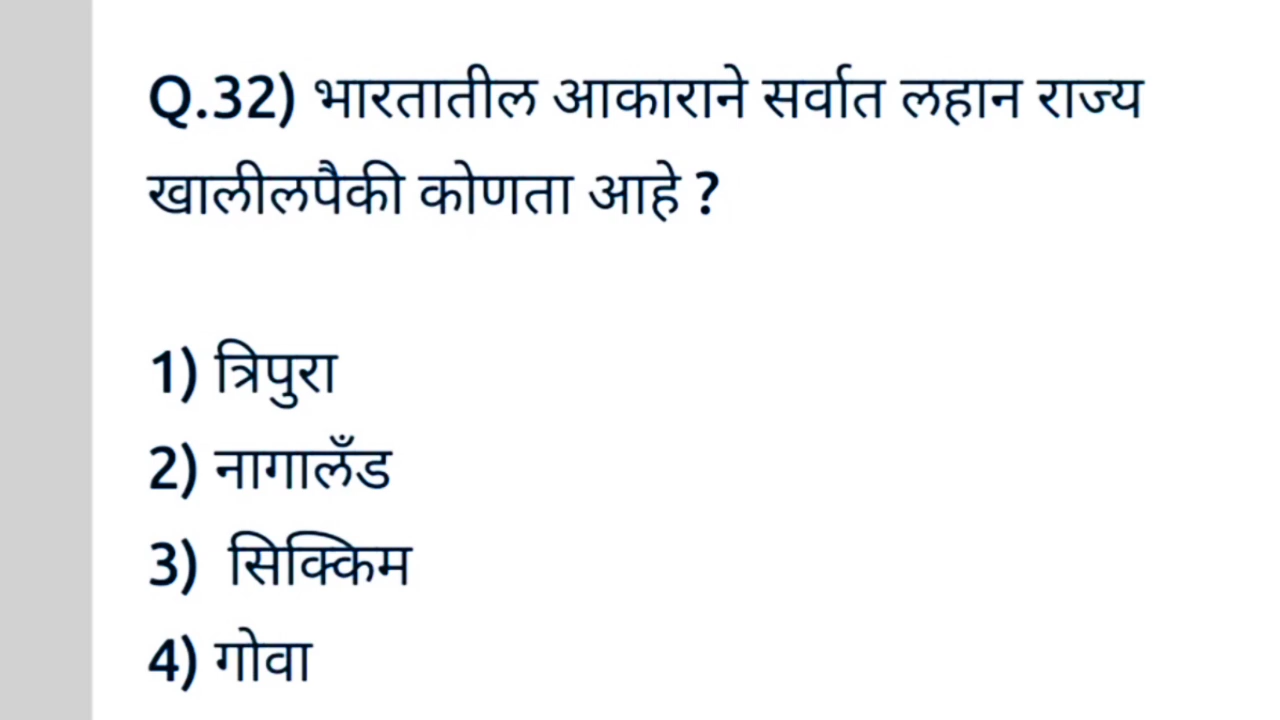 Q.32) भारतातील आकाराने सर्वात लहान राज्य
खालीलपैकी कोणता आहे ?
1) त्रिपुरा
2) नागालँड
3) सिक्किम
4) गोवा